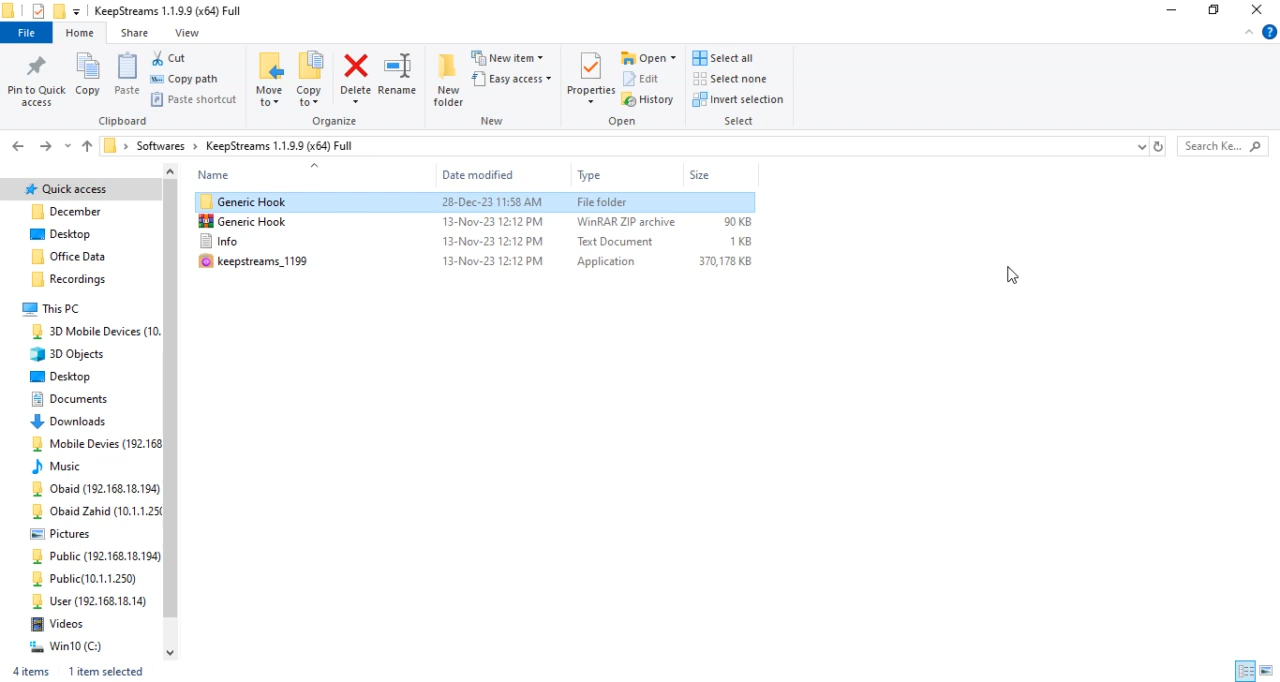 KeepStreams 1.1.9.9 (x64) Full
File Home Share View
Pin to Quick access
Copy
Paste
Cut
Copy path
Paste shortcut
Clipboard
Move to
Copy to
Delete
Rename
Organize
New folder
New item
Easy access
New
Properties
Open
Edit
History
Open
Select all
Select none
Invert selection
Select
Softwares › KeepStreams 1.1.9.9 (x64) Full
Search Ke...
Name Date modified Type Size
Generic Hook 28-Dec-23 11:58 AM File folder
Generic Hook 13-Nov-23 12:12 PM WinRAR ZIP archive 90 KB
Info 13-Nov-23 12:12 PM Text Document 1 KB
keepstreams_1199 13-Nov-23 12:12 PM Application 370,178 KB
Quick access
December
Desktop
Office Data
Recordings
This PC
3D Mobile Devices (10.
3D Objects
Desktop
Documents
Downloads
Mobile Devies (192.168
Music
Obaid (192.168.18.194)
Obaid Zahid (10.1.1.250
Pictures
Public (192.168.18.194)
Public(10.1.1.250)
User (192.168.18.14)
Videos
Win10 (C:)
4 items 1 item selected